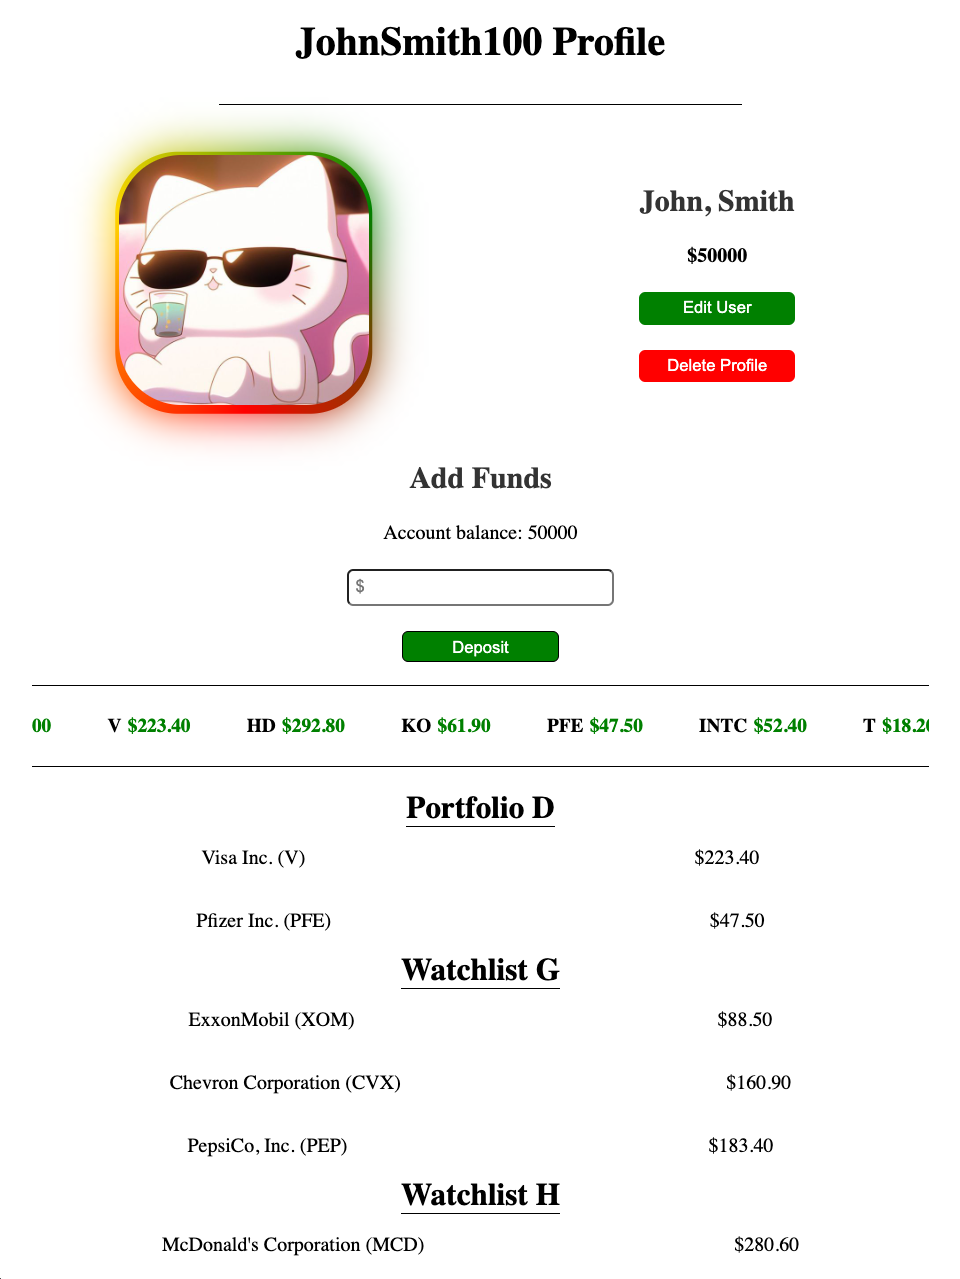 JohnSmith100 Profile
John, Smith
$50000
Edit User
Delete Profile
Add Funds
Account balance: 50000
$
Deposit
00 V $223.40 HD $292.80 KO $61.90 PFE $47.50 INTC $52.40 T $18.20
Portfolio D
Visa Inc. (V) $223.40
Pfizer Inc. (PFE) $47.50
Watchlist G
ExxonMobil (XOM) $88.50
Chevron Corporation (CVX) $160.90
PepsiCo, Inc. (PEP) $183.40
Watchlist H
McDonald's Corporation (MCD) $280.60